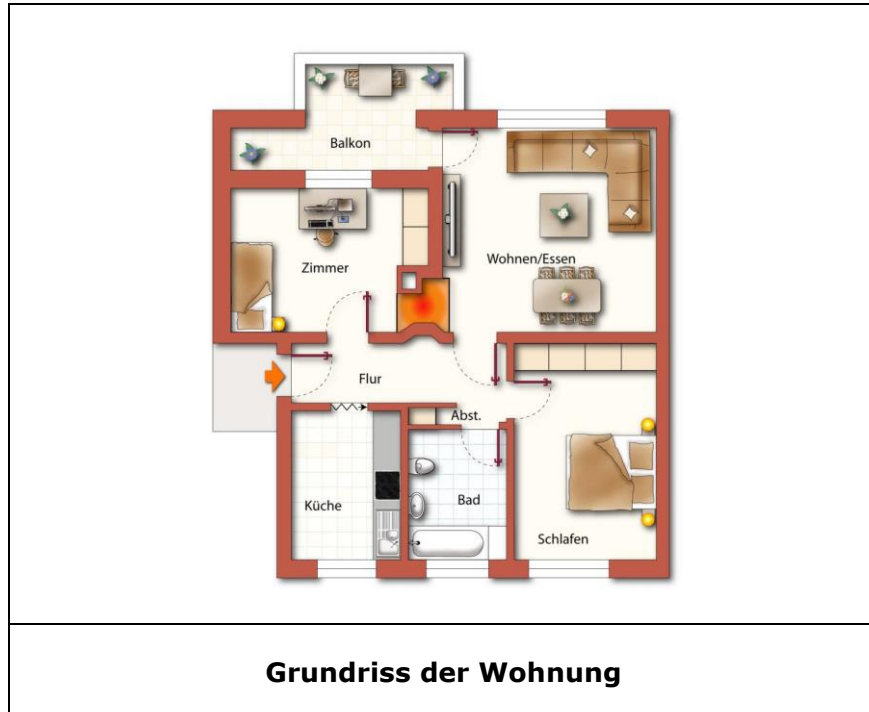 Balkon
Zimmer
Wohnen/Essen
Flur
Abst.
Küche
Bad
Schlafen
Grundriss der Wohnung